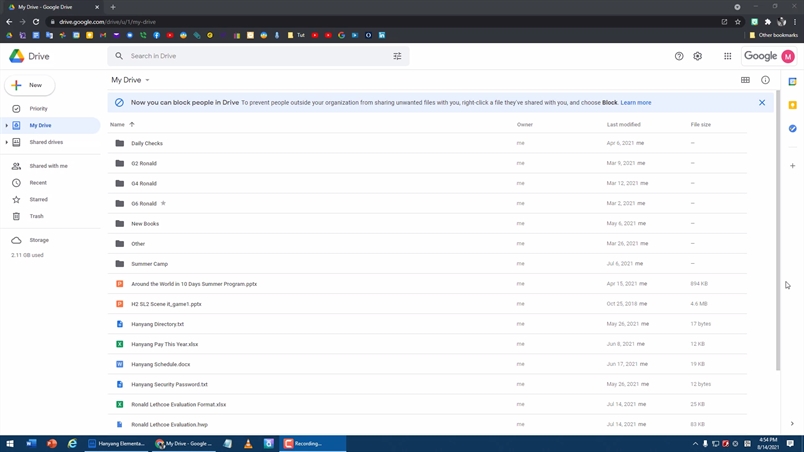 My Drive - Google Drive
drive.google.com/drive/u/1/my-drive
Tut
Other bookmarks
Drive
Search in Drive
Google
M
New
My Drive
Priority
My Drive
Shared drives
Shared with me
Recent
Starred
Trash
Storage
2.11 GB used
Now you can block people in Drive To prevent people outside your organization from sharing unwanted files with you, right-click a file they've shared with you, and choose Block. Learn more
Name Owner Last modified File size
Daily Checks me Apr 6, 2021 me —
G2 Ronald me Mar 9, 2021 me —
G4 Ronald me Mar 12, 2021 me —
G6 Ronald me Mar 2, 2021 me —
New Books me May 6, 2021 me —
Other me Mar 26, 2021 me —
Summer Camp me Jul 6, 2021 me —
Around the World in 10 Days Summer Program.pptx me Apr 15, 2021 me 894 KB
H2 SL2 Scene it_game1.pptx me Oct 25, 2018 me 4.6 MB
Hanyang Directory.txt me May 26, 2021 me 17 bytes
Hanyang Pay This Year.xlsx me Jun 8, 2021 me 12 KB
Hanyang Schedule.docx me Jun 17, 2021 me 19 KB
Hanyang Security Password.txt me May 26, 2021 me 12 bytes
Ronald Lethcoe Evaluation Format.xlsx me Jul 14, 2021 me 25 KB
Ronald Lethcoe Evaluation.hwp me Jul 14, 2021 me 83 KB
Hanyang Elementa...
My Drive - Google ...
Recording...
4:54 PM
8/14/2021